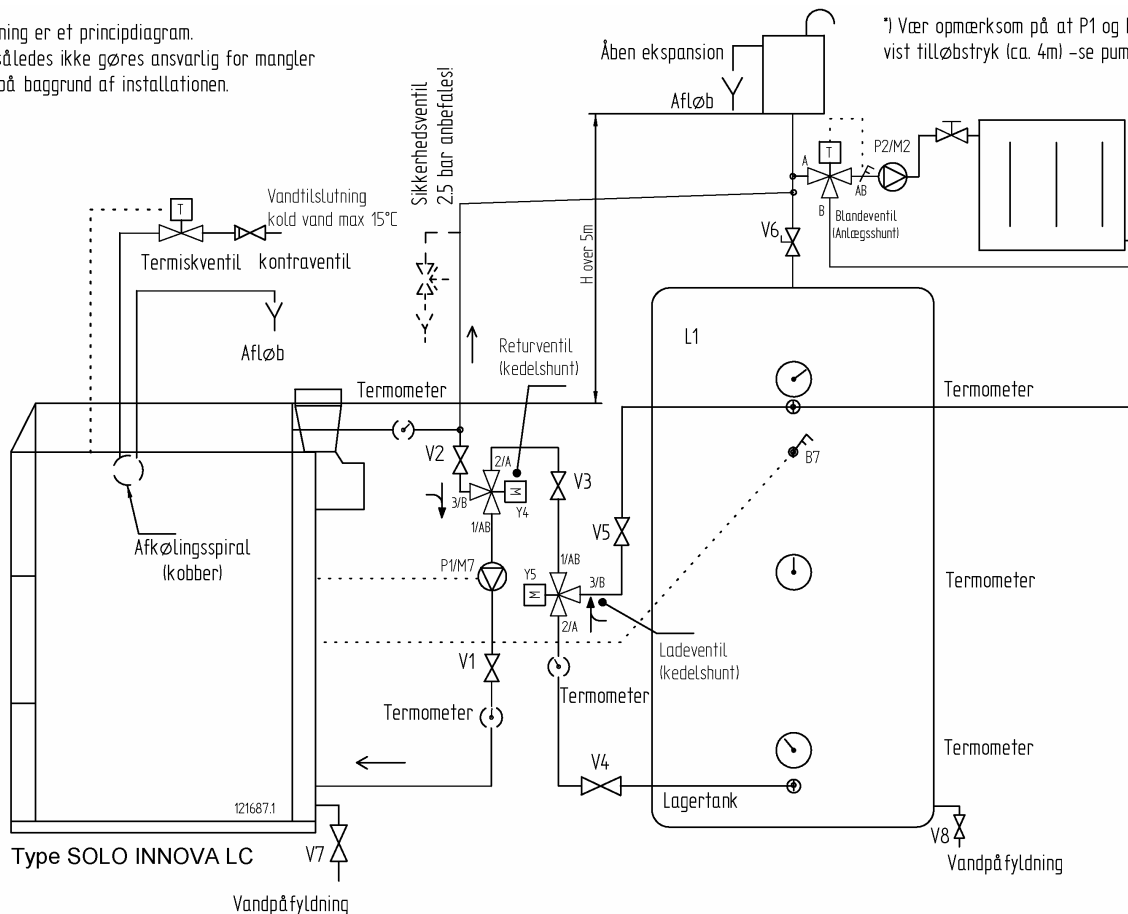 ning er et principdiagram.
således ikke gøres ansvarlig for mangler
på baggrund af installationen.
*) Vær opmærksom på at P1 og
vist tilløbstryk (ca. 4m) -se pum
Åben ekspansion
Afløb
Sikkerhedsventil
2.5 bar anbefales!
H over 5m
T
A
AB
B
P2/M2
Blandeventil
(Anlægsshunt)
V6
Vandtilslutning
kold vand max 15°C
T
Termiskventil
kontraventil
Afløb
Returventil
(kedelshunt)
L1
Termometer
Termometer
V2
2/A
3/B
M
Y4
1/AB
V3
B7
V5
Afkølingsspiral
(kobber)
P1/M7
1/AB
Y5
M
3/B
2/A
Termometer
V1
Ladeventil
(kedelshunt)
Termometer
Termometer
Termometer
V4
Lagertank
121687.1
Type SOLO INNOVA LC
V7
V8
Vandpåfyldning
Vandpåfyldning